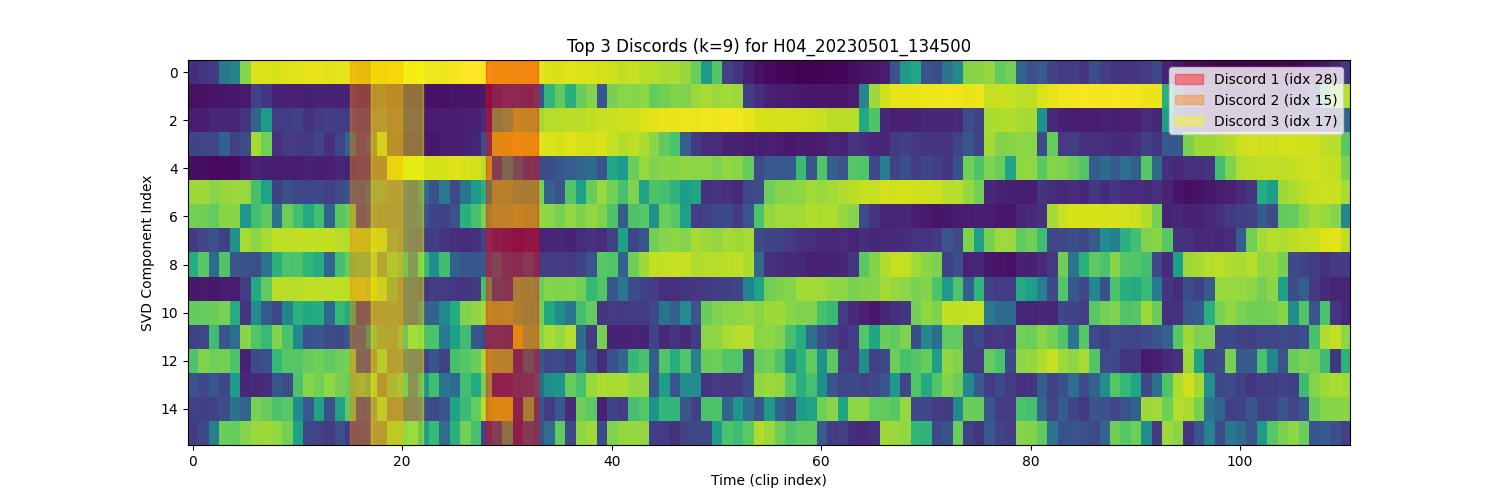 Top 3 Discords (k=9) for H04_20230501_134500
Discord 1 (idx 28)
Discord 2 (idx 15)
Discord 3 (idx 17)
SVD Component Index
0
2
4
6
8
10
12
14
0 20 40 60 80 100
Time (clip index)